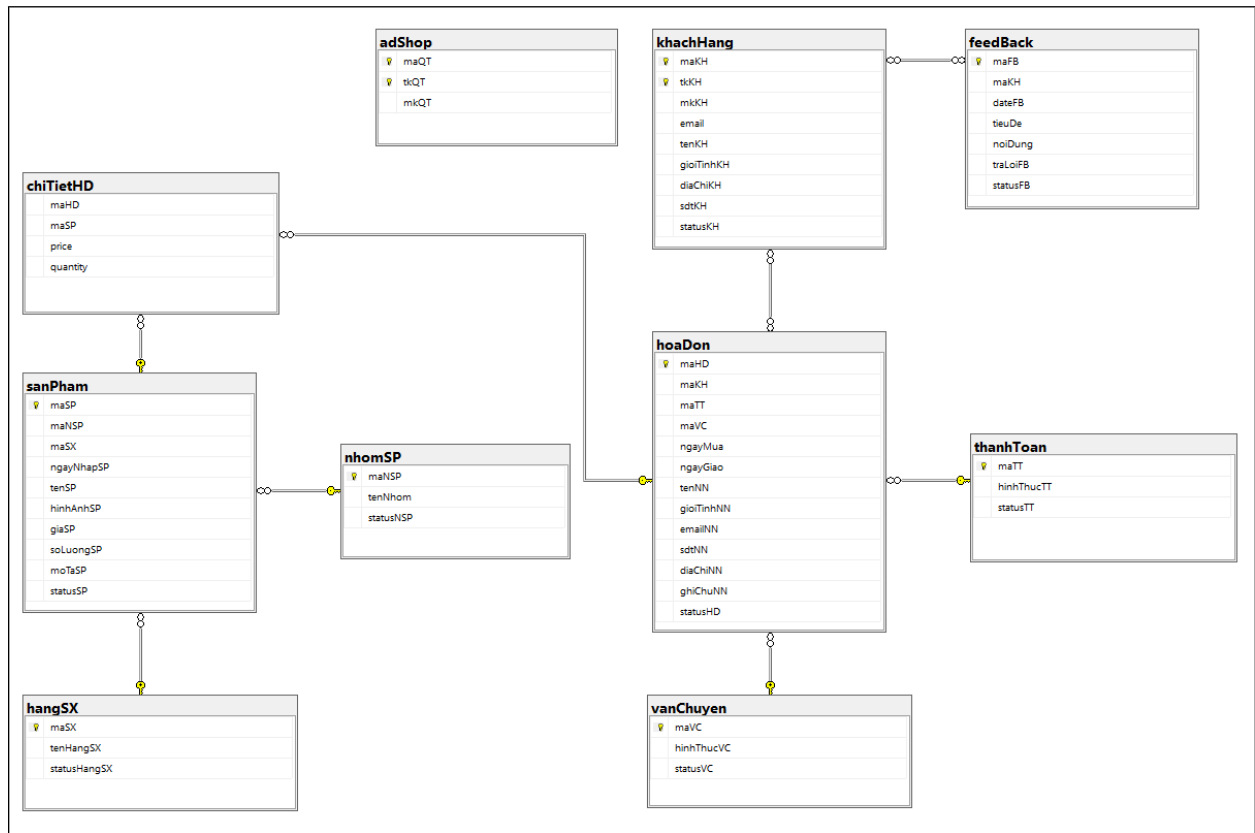 adShop
maQT
tkQT
mkQT
khachHang
maKH
tkKH
mkKH
email
tenKH
gioiTinhKH
diaChiKH
sdtKH
statusKH
feedBack
maFB
maKH
dateFB
tieuDe
noiDung
traLoiFB
statusFB
chiTietHD
maHD
maSP
price
quantity
sanPham
maSP
maNSP
maSX
ngayNhapSP
tenSP
hinhAnhSP
giaSP
soLuongSP
moTaSP
statusSP
nhomSP
maNSP
tenNhom
statusNSP
hoaDon
maHD
maKH
maTT
maVC
ngayMua
ngayGiao
tenNN
gioiTinhNN
emailNN
sdtNN
diaChiNN
ghiChuNN
statusHD
thanhToan
maTT
hinhThucTT
statusTT
hangSX
maSX
tenHangSX
statusHangSX
vanChuyen
maVC
hinhThucVC
statusVC